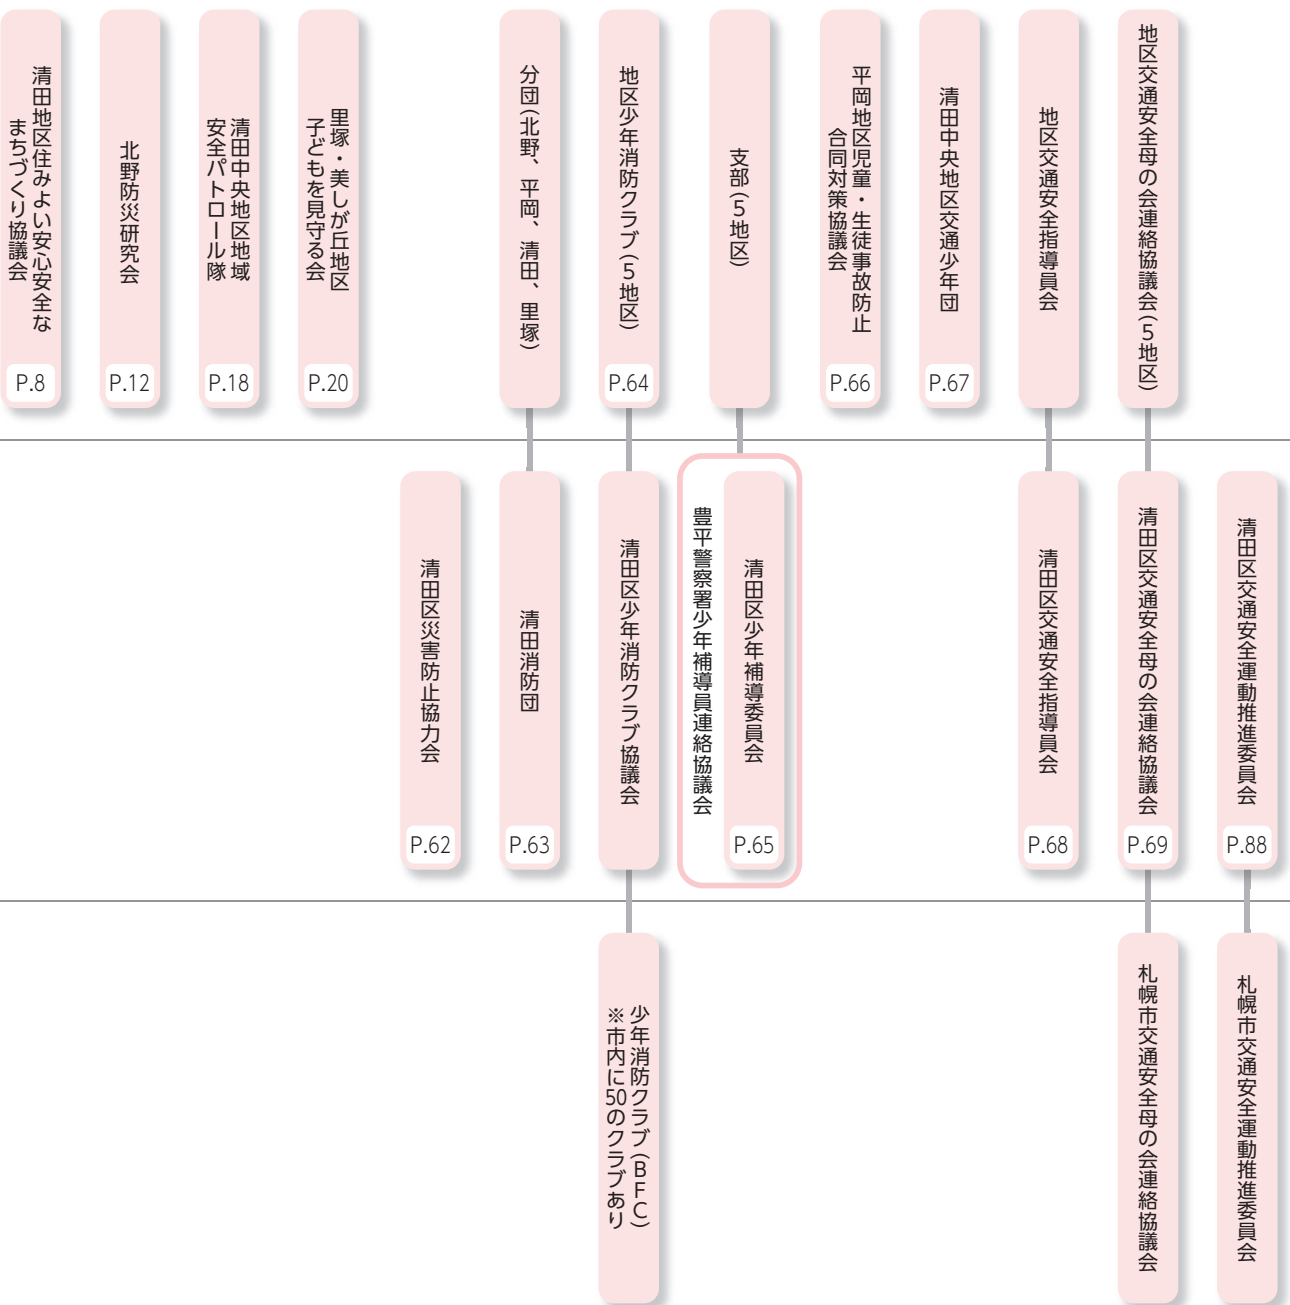 清田地区住みよい安心安全な
まちづくり協議会
P.8
北野防災研究会
P.12
清田中央地区地域
安全パトロール隊
P.18
里塚・美しが丘地区
子どもを見守る会
P.20
分団(北野、平岡、清田、里塚)
地区少年消防クラブ(5地区)
P.64
支部(5地区)
平岡地区児童・生徒事故防止
合同対策協議会
P.66
清田中央地区交通少年団
P.67
地区交通安全指導員会
地区交通安全母の会連絡協議会(5地区)
清田区災害防止協力会
P.62
清田消防団
P.63
清田区少年消防クラブ協議会
豊平警察署少年補導員連絡協議会
清田区少年補導委員会
P.65
清田区交通安全指導員会
P.68
清田区交通安全母の会連絡協議会
P.69
清田区交通安全運動推進委員会
P.88
少年消防クラブ(BFC)
※市内に50のクラブあり
札幌市交通安全母の会連絡協議会
札幌市交通安全運動推進委員会